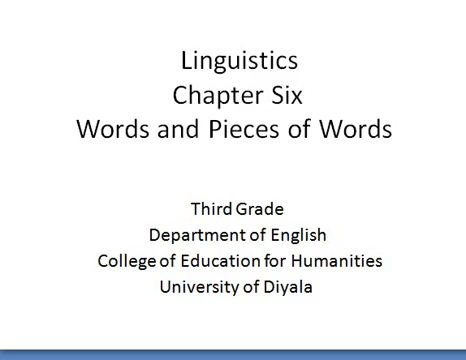 Linguistics
Chapter Six
Words and Pieces of Words
Third Grade
Department of English
College of Education for Humanities
University of Diyala